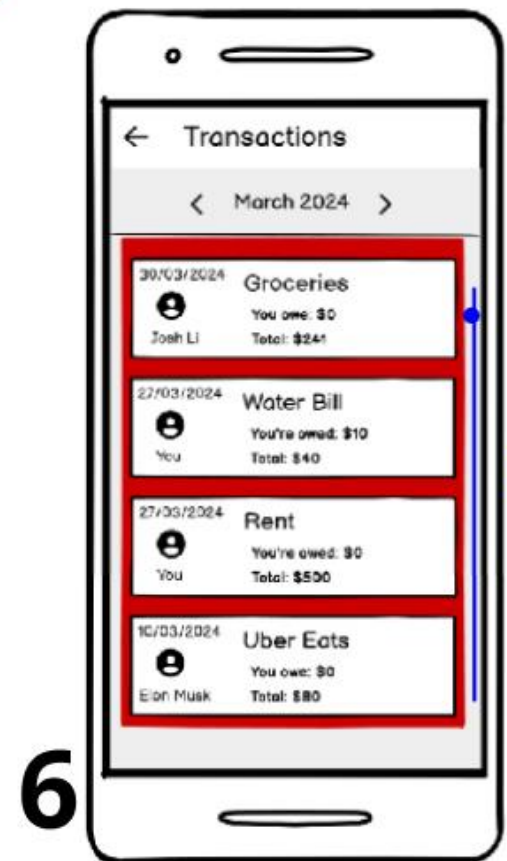 ← Transactions
< March 2024 >
30/03/2024
Groceries
You owe: $0
Josh Li
Total: $241
27/03/2024
Water Bill
You're owed: $10
You
Total: $40
27/03/2024
Rent
You're owed: $0
You
Total: $500
10/03/2024
Uber Eats
You owe: $0
Elon Musk
Total: $80
6